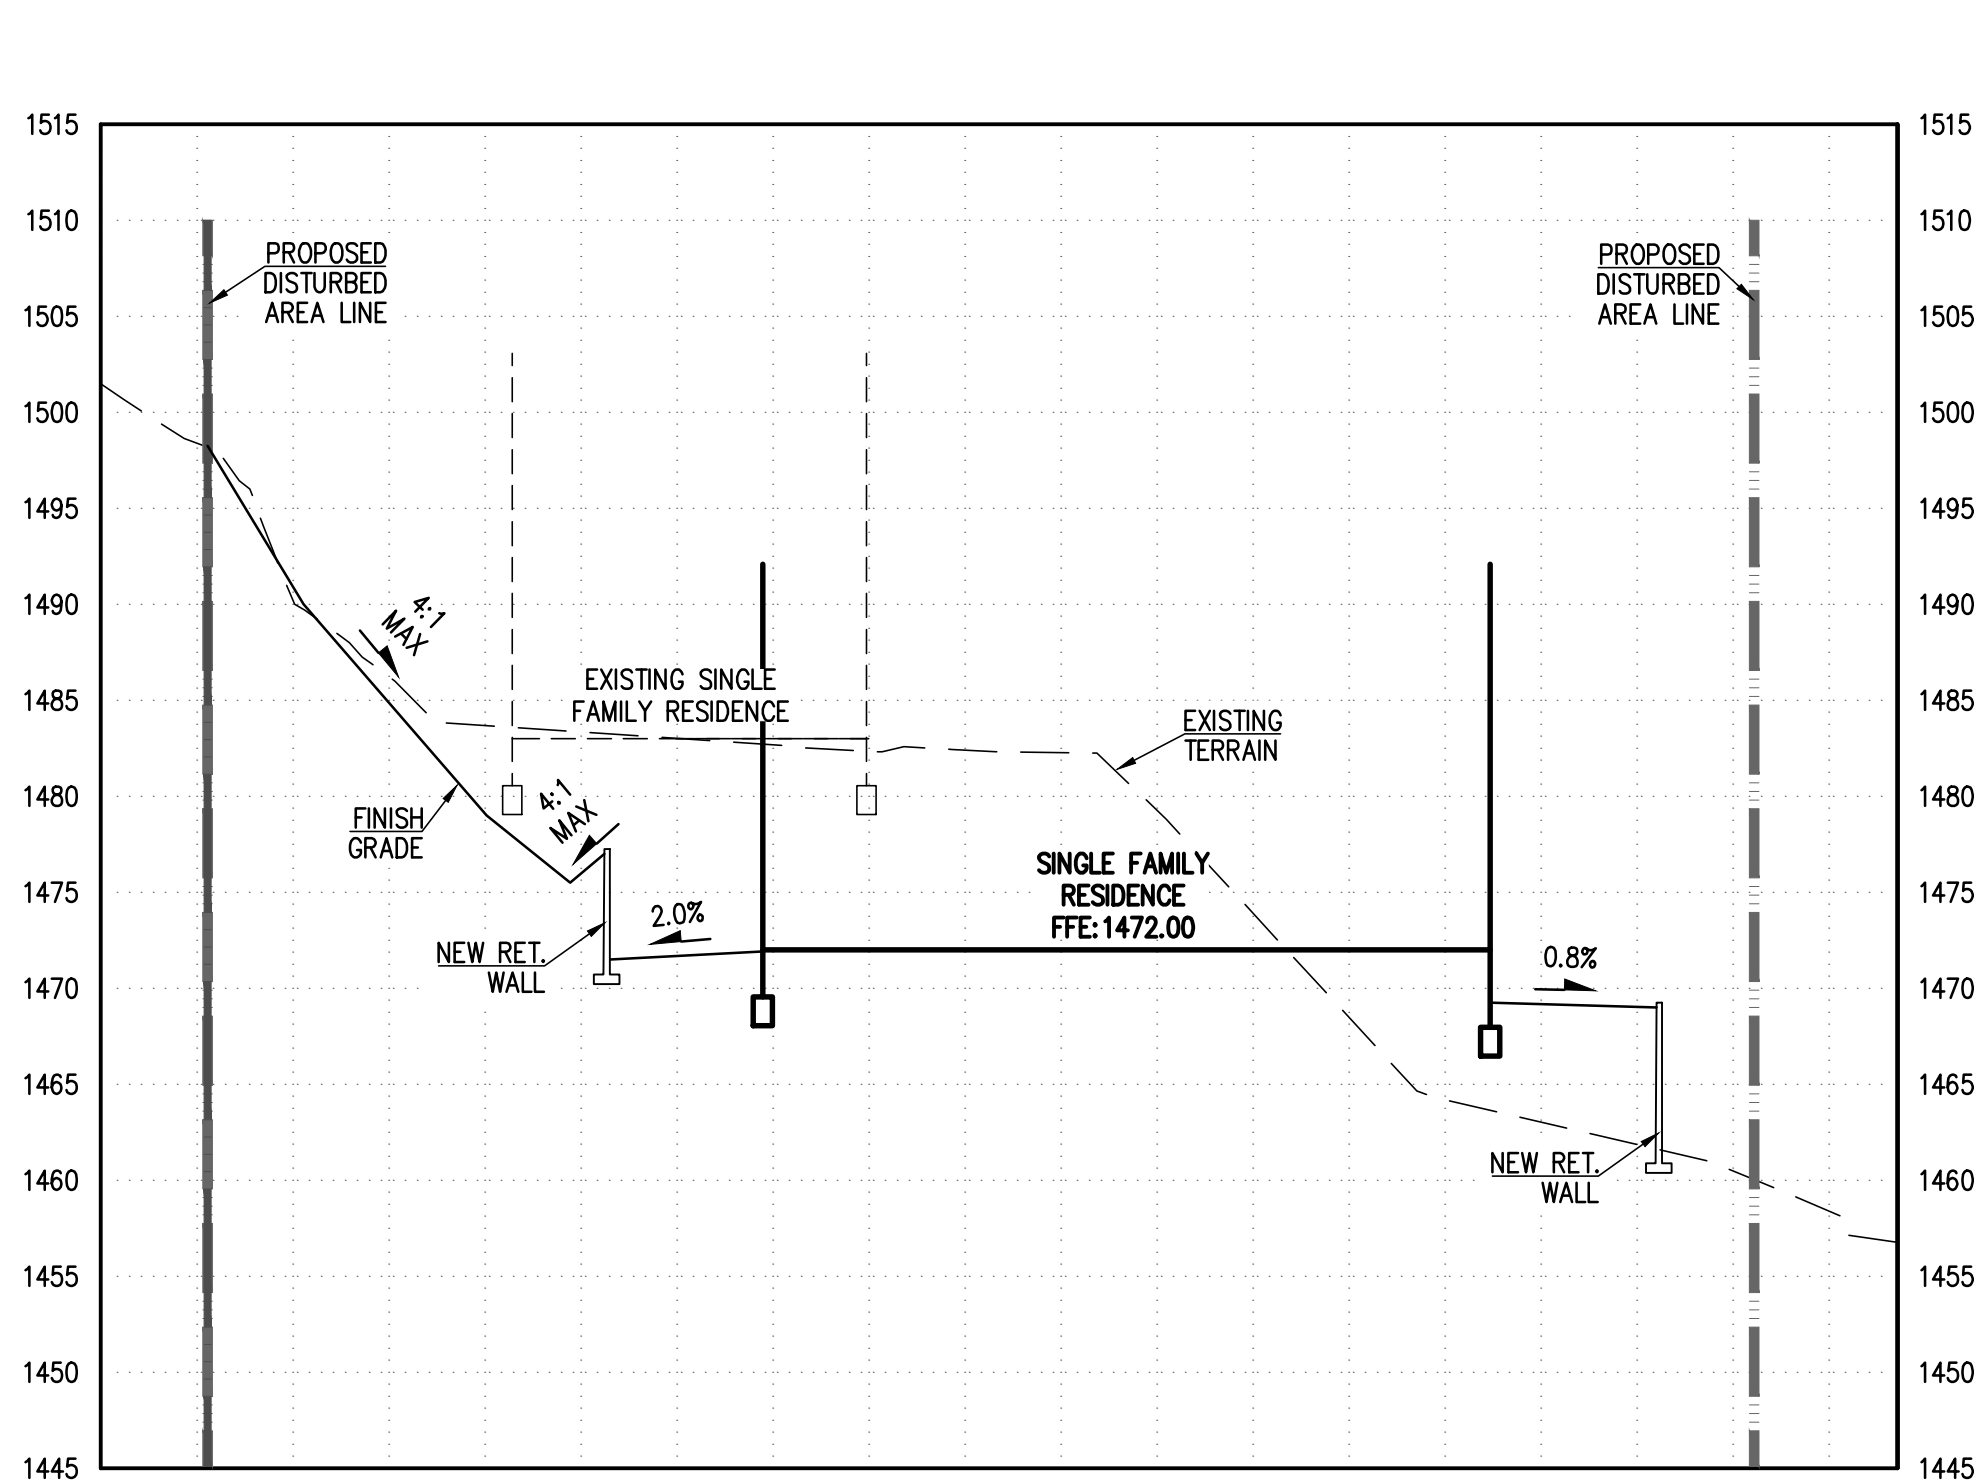 1515
1515
1510
1510
PROPOSED
DISTURBED
AREA LINE
PROPOSED
DISTURBED
AREA LINE
1505
1505
1500
1500
1495
1495
1490
1490
4:1
MAX
EXISTING SINGLE
FAMILY RESIDENCE
1485
1485
EXISTING
TERRAIN
1480
1480
4:1
MAX
FINISH
GRADE
SINGLE FAMILY
RESIDENCE
FFE: 1472.00
1475
1475
2.0%
NEW RET.
WALL
0.8%
1470
1470
1465
1465
NEW RET.
WALL
1460
1460
1455
1455
1450
1450
1445
1445